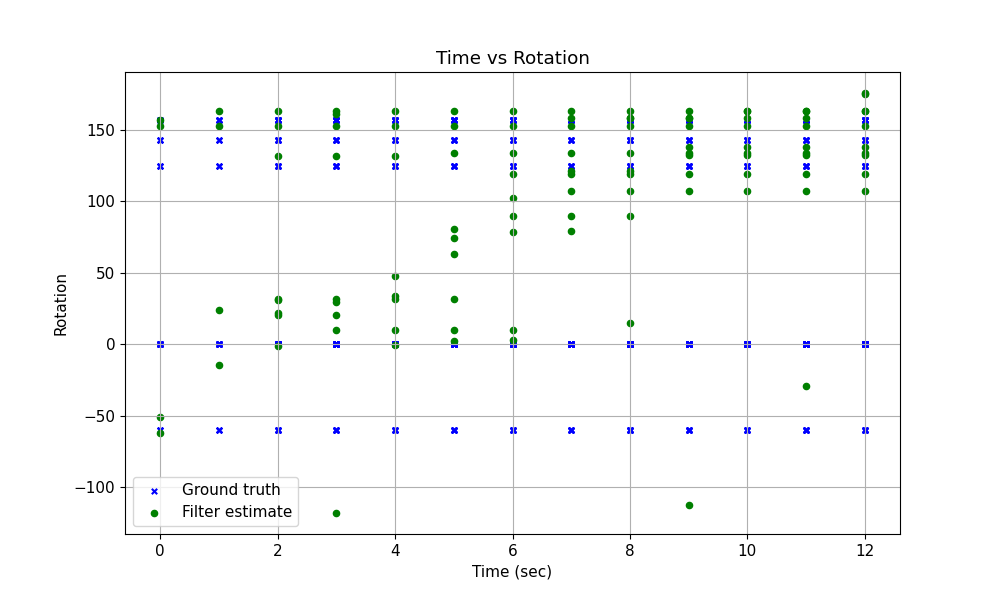 Time vs Rotation
150
100
50
0
−50
−100
Rotation
Ground truth
Filter estimate
0 2 4 6 8 10 12
Time (sec)